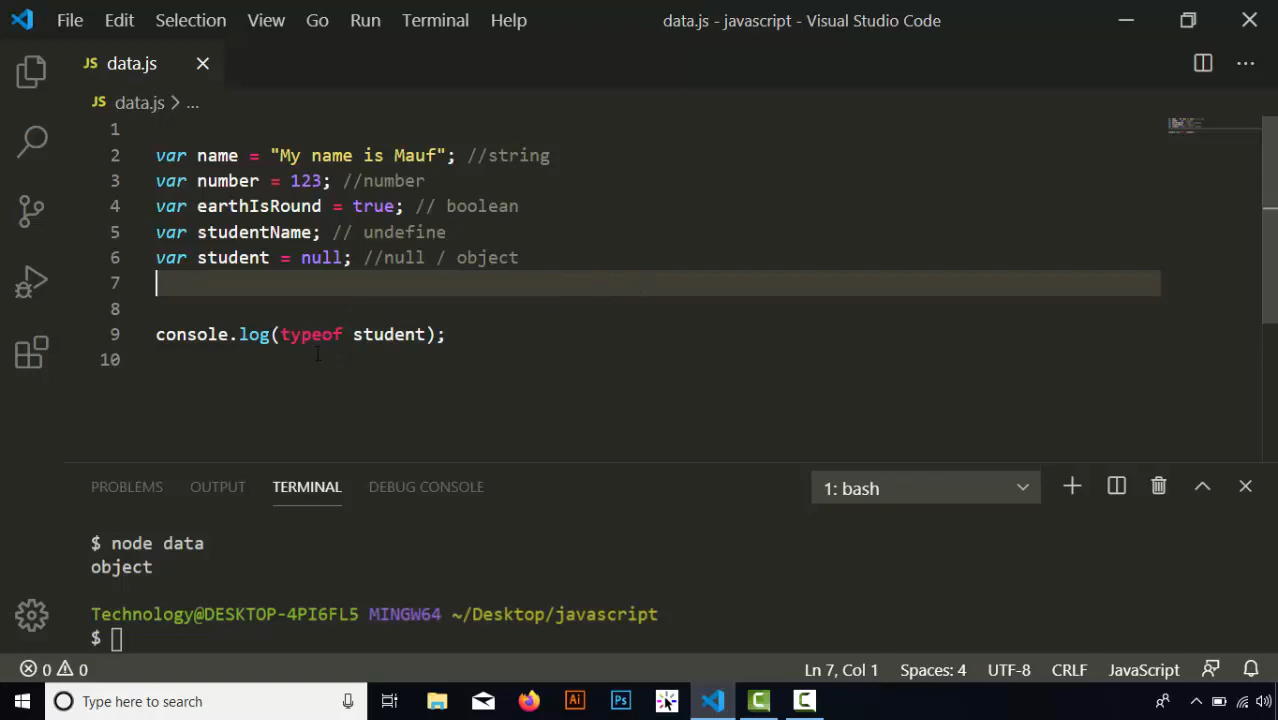 File Edit Selection View Go Run Terminal Help data.js - javascript - Visual Studio Code
JS data.js
JS data.js > ...
1
2 var name = "My name is Mauf"; //string
3 var number = 123; //number
4 var earthIsRound = true; // boolean
5 var studentName; // undefine
6 var student = null; //null / object
7
8
9 console.log(typeof student);
10
PROBLEMS OUTPUT TERMINAL DEBUG CONSOLE 1: bash
$ node data
object
Technology@DESKTOP-4PI6FL5 MINGW64 ~/Desktop/javascript
$
0 0 Ln 7, Col 1 Spaces: 4 UTF-8 CRLF JavaScript
Type here to search Ai Ps C C